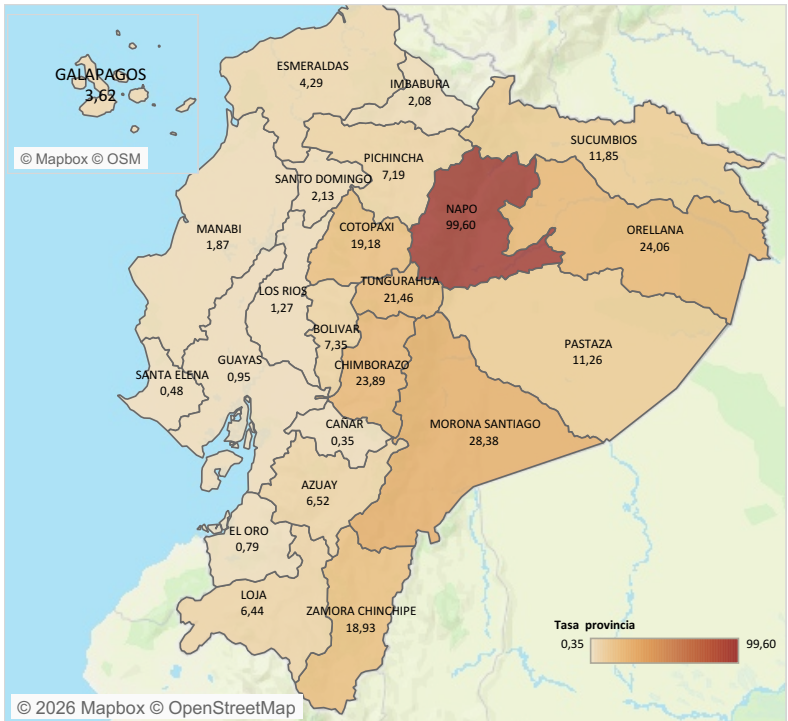 GALAPAGOS
3,62
© Mapbox © OSM
ESMERALDAS
4,29
IMBABURA
2,08
SUCUMBIOS
11,85
PICHINCHA
7,19
SANTO DOMINGO
2,13
NAPO
99,60
MANABI
1,87
COTOPAXI
19,18
ORELLANA
24,06
TUNGURAHUA
21,46
LOS RIOS
1,27
BOLIVAR
7,35
PASTAZA
11,26
GUAYAS
0,95
CHIMBORAZO
23,89
SANTA ELENA
0,48
CAÑAR
0,35
MORONA SANTIAGO
28,38
AZUAY
6,52
EL ORO
0,79
LOJA
6,44
ZAMORA CHINCHIPE
18,93
Tasa provincia
0,35 99,60
© 2026 Mapbox © OpenStreetMap